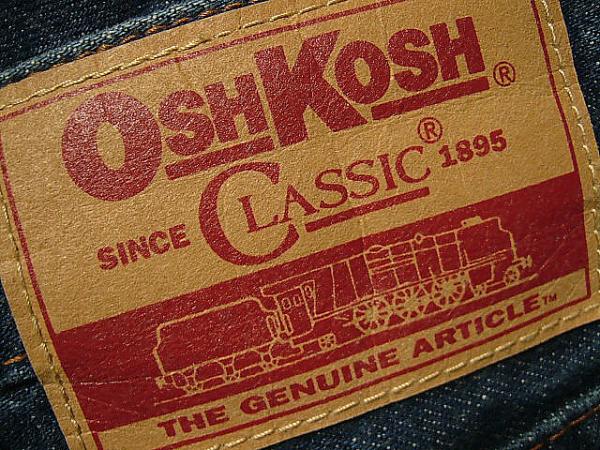 OSHKOSH®
CLASSIC®
SINCE 1895
THE GENUINE ARTICLE™